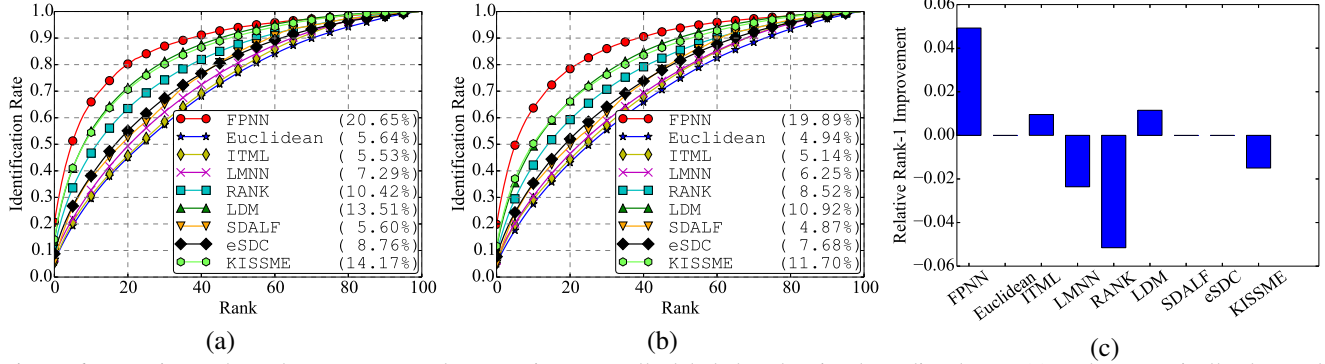 1.0
0.9
0.8
0.7
0.6
0.5
0.4
0.3
0.2
0.1
0.0
Identification Rate
FPNN (20.65%)
Euclidean ( 5.64%)
ITML ( 5.53%)
LMNN ( 7.29%)
RANK (10.42%)
LDM (13.51%)
SDALF ( 5.60%)
eSDC ( 8.76%)
KISSME (14.17%)
0 20 40 60 80 100
Rank
(a)
1.0
0.9
0.8
0.7
0.6
0.5
0.4
0.3
0.2
0.1
0.0
Identification Rate
FPNN (19.89%)
Euclidean ( 4.94%)
ITML ( 5.14%)
LMNN ( 6.25%)
RANK ( 8.52%)
LDM (10.92%)
SDALF ( 4.87%)
eSDC ( 7.68%)
KISSME (11.70%)
0 20 40 60 80 100
Rank
(b)
0.06
0.04
0.02
0.00
−0.02
−0.04
−0.06
Relative Rank-1 Improvement
FPNN
Euclidean
ITML
LMNN
RANK
LDM
SDALF
eSDC
KISSME
(c)